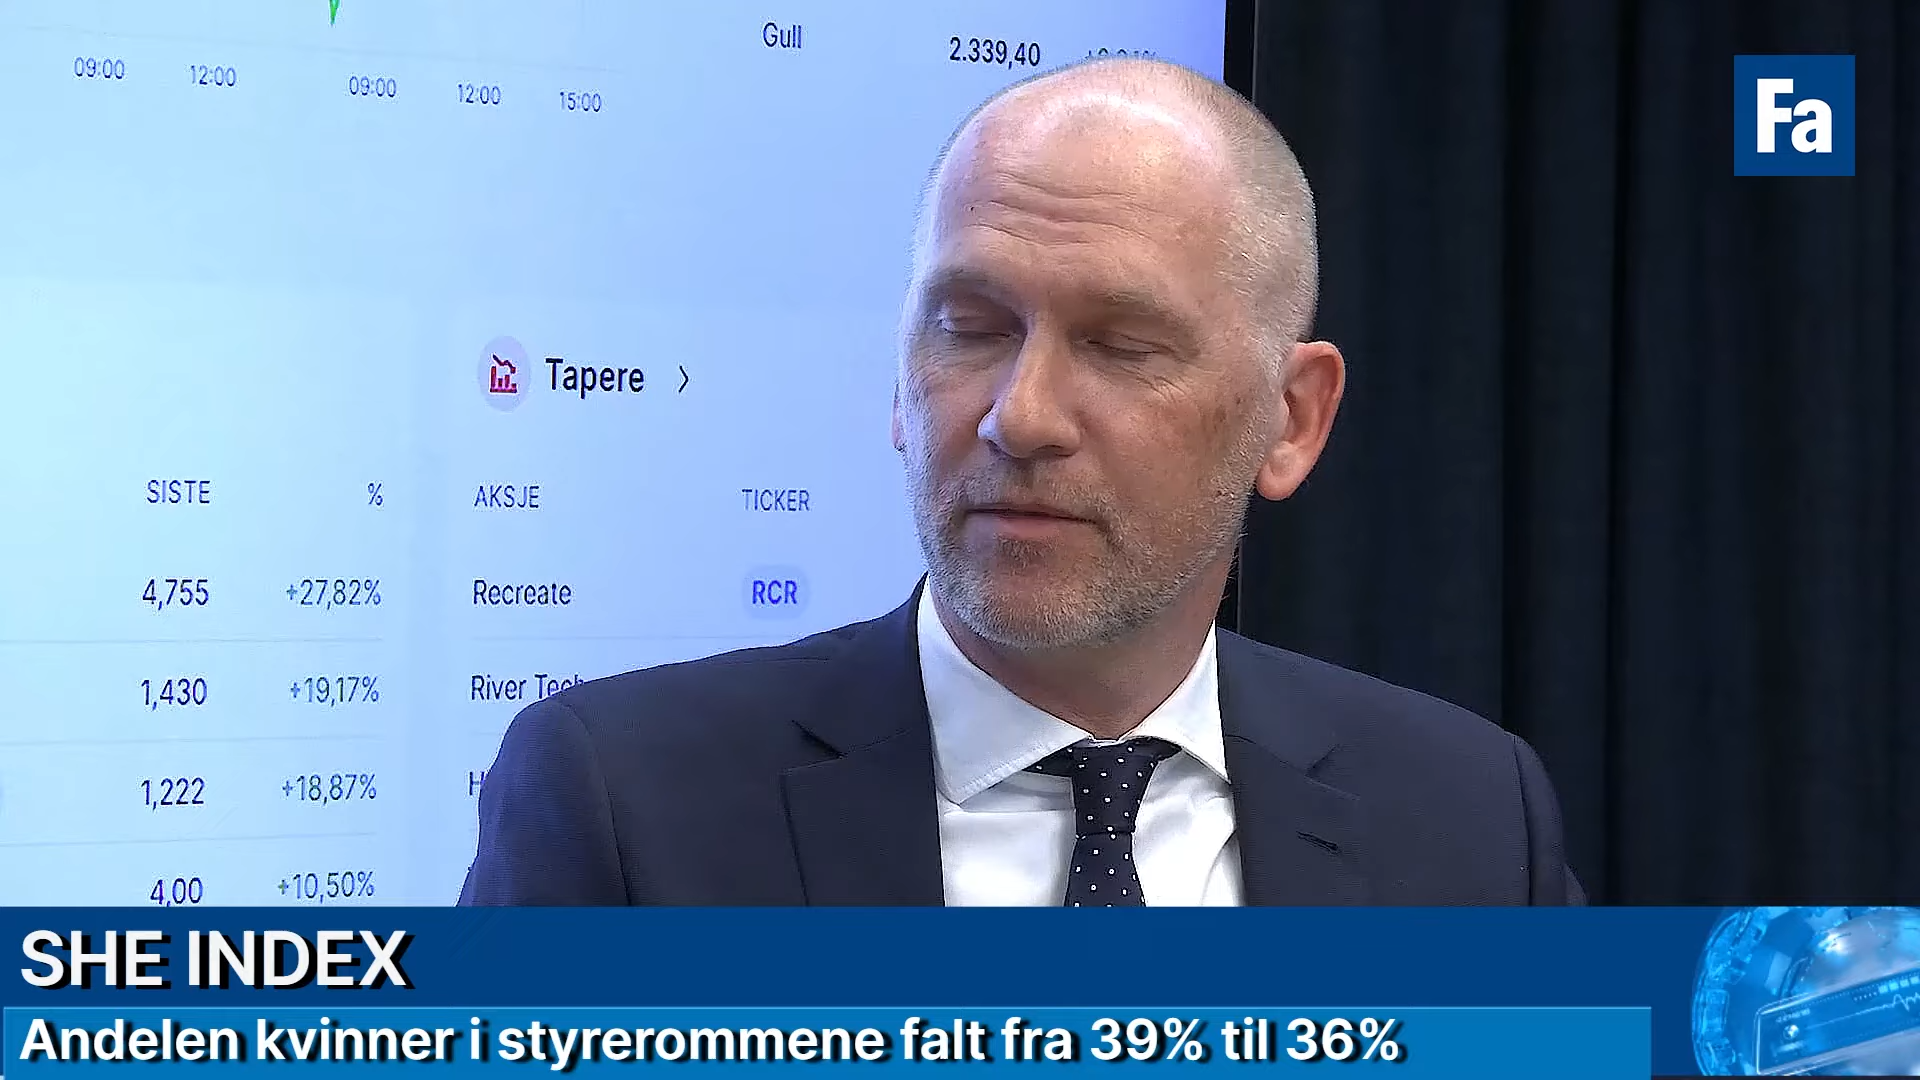 Gull 2.339,40
09:00 12:00 09:00 12:00 15:00
Fa
Tapere
SISTE % AKSJE TICKER
4,755 +27,82% Recreate RCR
1,430 +19,17% River
1,222 +18,87%
4,00 +10,50%
SHE INDEX
Andelen kvinner i styrerommene falt fra 39% til 36%